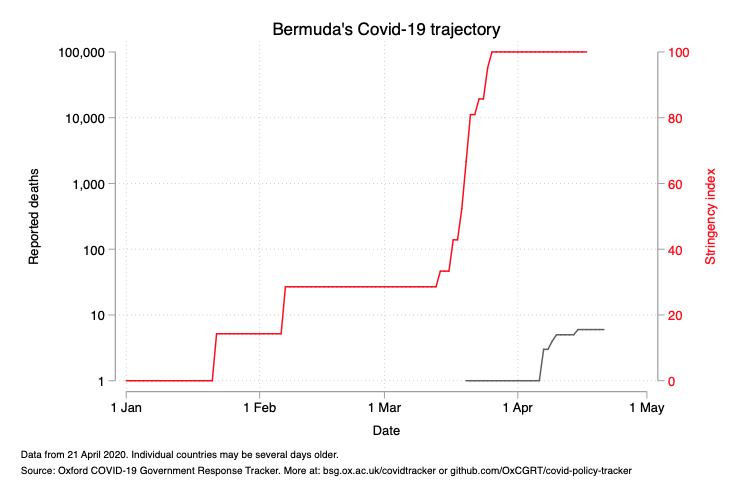 Bermuda's Covid-19 trajectory
100,000
10,000
1,000
100
10
1
Reported deaths
100
80
60
40
20
0
Stringency index
1 Jan 1 Feb 1 Mar 1 Apr 1 May
Date
Data from 21 April 2020. Individual countries may be several days older.
Source: Oxford COVID-19 Government Response Tracker. More at: bsg.ox.ac.uk/covidtracker or github.com/OxCGRT/covid-policy-tracker